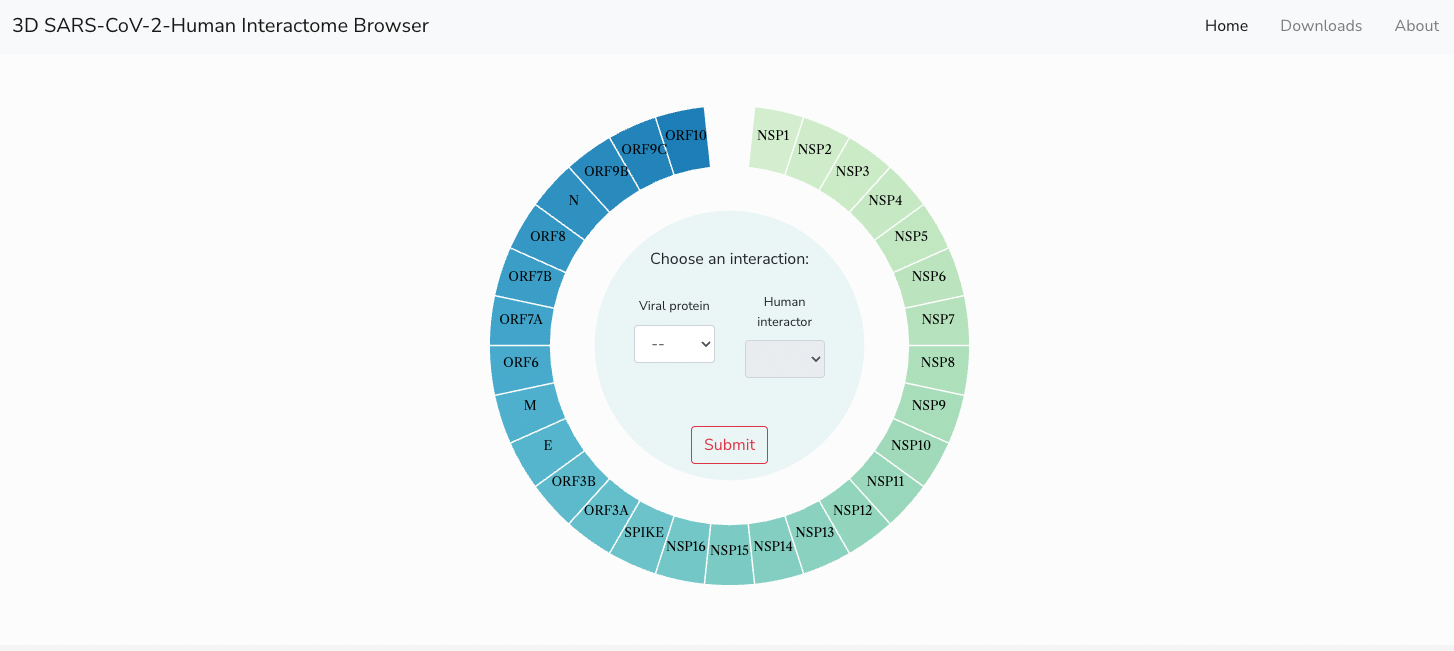 3D SARS-CoV-2-Human Interactome Browser
Home
Downloads
About
NSP1
NSP2
NSP3
NSP4
NSP5
NSP6
NSP7
NSP8
NSP9
NSP10
NSP11
NSP12
NSP13
NSP14
NSP15
NSP16
SPIKE
ORF3A
ORF3B
E
M
ORF6
ORF7A
ORF7B
ORF8
N
ORF9B
ORF9C
ORF10
Choose an interaction:
Viral protein
--
Human
interactor
Submit